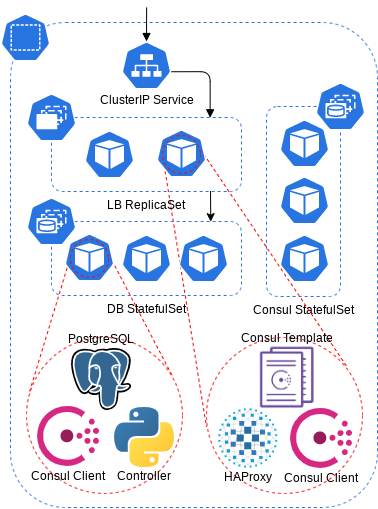 ClusterIP Service
LB ReplicaSet
DB StatefulSet
Consul StatefulSet
PostgreSQL
Consul Template
Consul Client
Controller
HAProxy
Consul Client